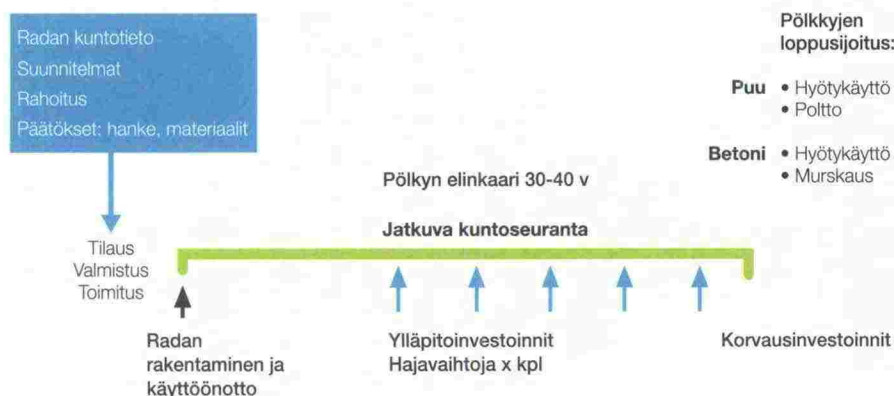 Radan kuntotieto
Suunnitelmat
Rahoitus
Päätökset: hanke, materiaalit
Pölkkyjen
loppusijoitus:
Puu • Hyötykäyttö
• Poltto
Betoni • Hyötykäyttö
• Murskaus
Pölkyn elinkaari 30-40 v
Jatkuva kuntoseuranta
Tilaus
Valmistus
Toimitus
Radan
rakentaminen ja
käyttöönotto
Ylläpitoinvestoinnit
Hajavaihtoja x kpl
Korvausinvestoinnit